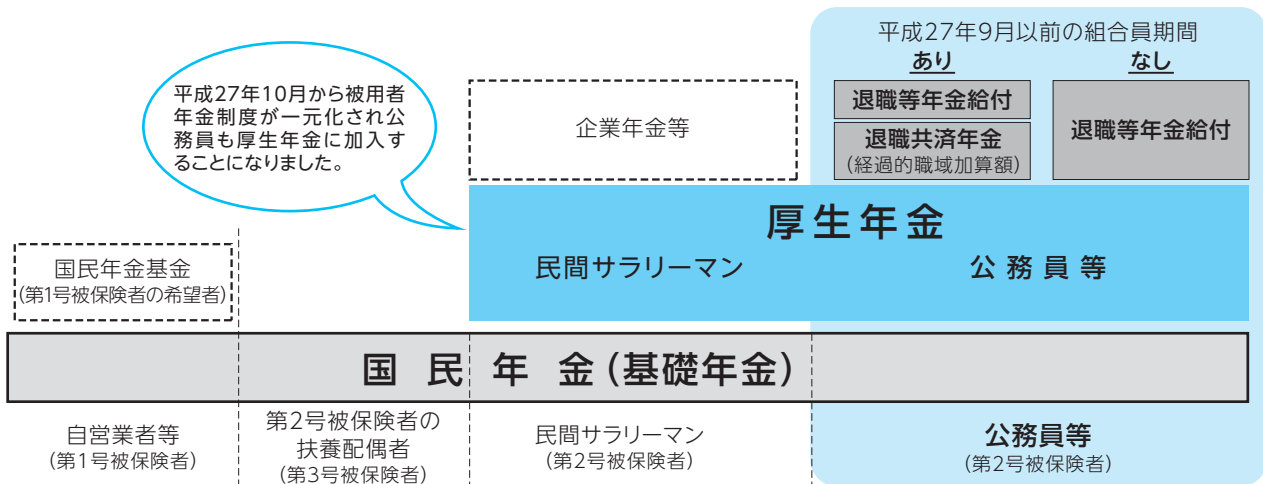 平成27年10月から被用者
年金制度が一元化され公
務員も厚生年金に加入す
ることになりました。
平成27年9月以前の組合員期間
あり
なし
企業年金等
退職等年金給付
退職共済年金
(経過的職域加算額)
退職等年金給付
厚生年金
民間サラリーマン
公務員等
国民年金基金
(第1号被保険者の希望者)
国民年金(基礎年金)
自営業者等
(第1号被保険者)
第2号被保険者の
扶養配偶者
(第3号被保険者)
民間サラリーマン
(第2号被保険者)
公務員等
(第2号被保険者)